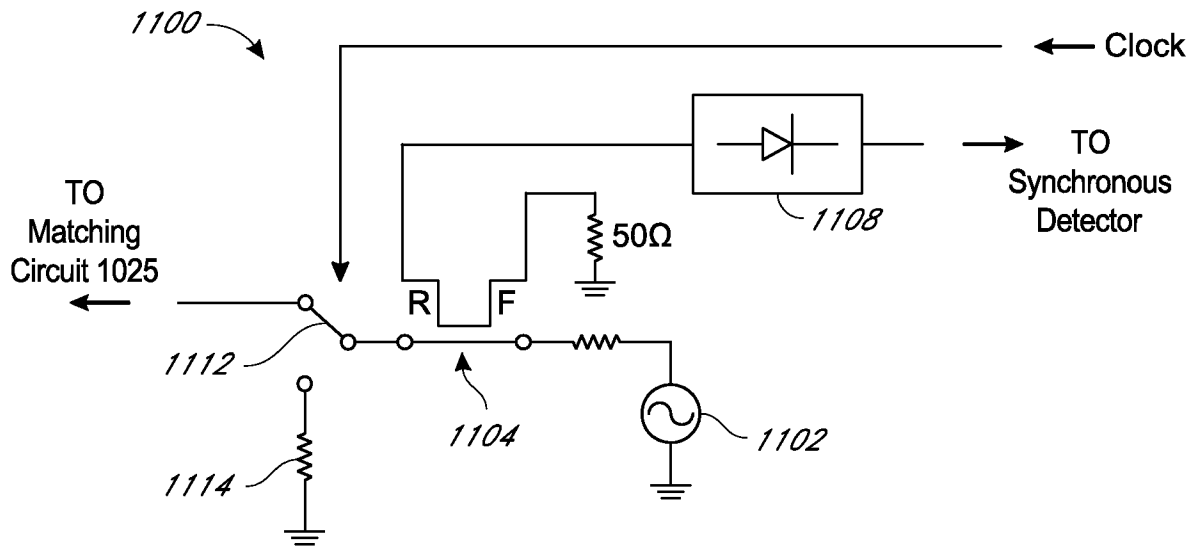 1100
Clock
TO
Synchronous
Detector
1108
50Ω
TO
Matching
Circuit 1025
R
F
1112
1104
1102
1114